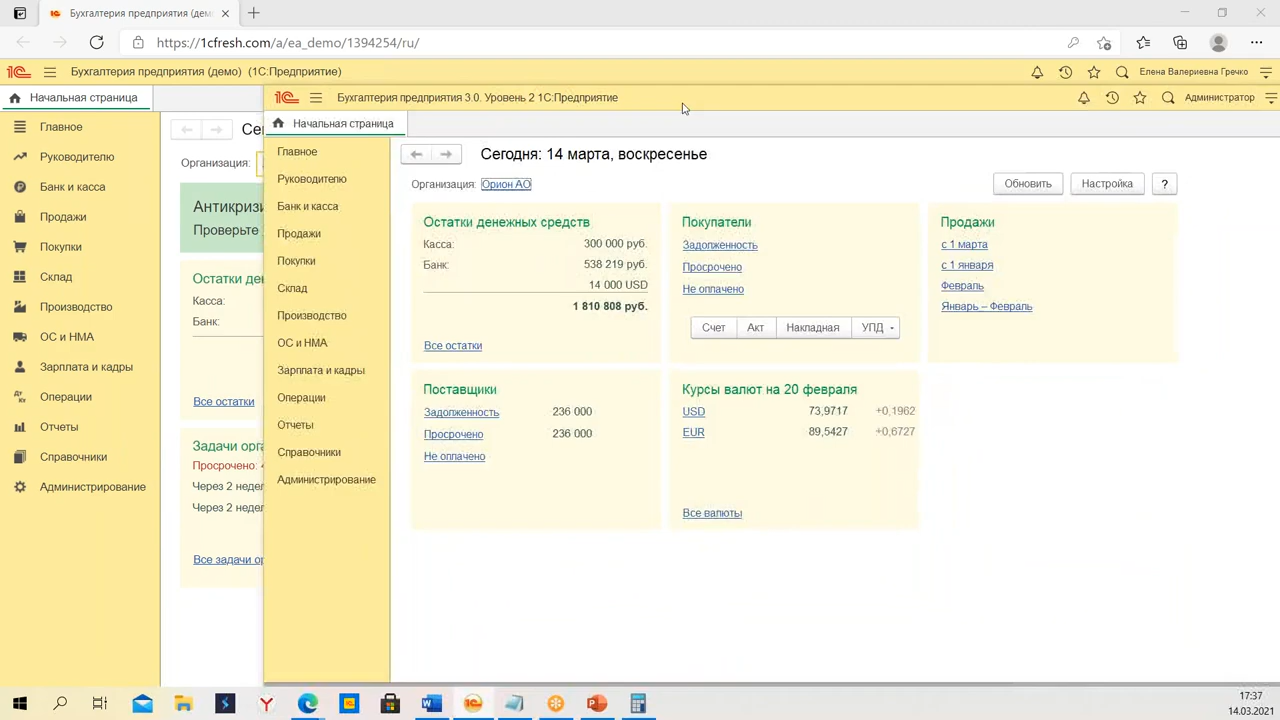 Бухгалтерия предприятия (дем
https://1cfresh.com/a/ea_demo/1394254/ru/
Бухгалтерия предприятия (демо) (1С:Предприятие)
Елена Валериевна Гречко
Начальная страница
Главное
Руководителю
Банк и касса
Продажи
Покупки
Склад
Производство
ОС и НМА
Зарплата и кадры
Операции
Отчеты
Справочники
Администрирование
Организация:
Проверьте
Касса:
Банк:
Все остатки
Просрочено: 4
Через 2 недел
Через 2 недел
Все задачи ор
Бухгалтерия предприятия 3.0. Уровень 2 1С:Предприятие
Администратор
Начальная страница
Главное
Руководителю
Банк и касса
Продажи
Покупки
Склад
Производство
ОС и НМА
Зарплата и кадры
Операции
Отчеты
Справочники
Администрирование
Сегодня: 14 марта, воскресенье
Организация: Орион АО
Обновить
Настройка
?
Остатки денежных средств
Касса: 300 000 руб.
Банк: 538 219 руб.
14 000 USD
1 810 808 руб.
Все остатки
Покупатели
Задолженность
Просрочено
Не оплачено
Счет Акт Накладная УПД
Продажи
с 1 марта
с 1 января
Февраль
Январь – Февраль
Поставщики
Задолженность 236 000
Просрочено 236 000
Не оплачено
Курсы валют на 20 февраля
USD 73,9717 +0,1962
EUR 89,5427 +0,6727
Все валюты
17:37
14.03.2021